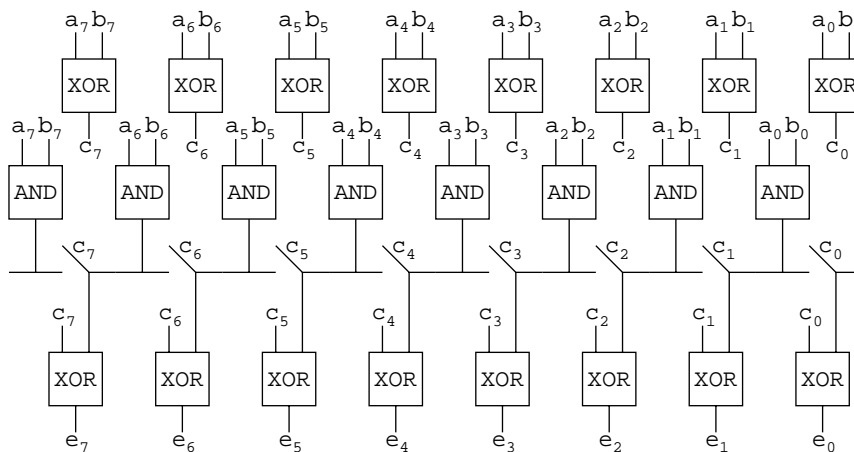 a₇b₇ a₆b₆ a₅b₅ a₄b₄ a₃b₃ a₂b₂ a₁b₁ a₀b
XOR XOR XOR XOR XOR XOR XOR XOR
a₇b₇ a₆b₆ a₅b₅ a₄b₄ a₃b₃ a₂b₂ a₁b₁ a₀b₀
c₇ c₆ c₅ c₄ c₃ c₂ c₁ c₀
AND AND AND AND AND AND AND AND
c₇ c₆ c₅ c₄ c₃ c₂ c₁ c₀
c₇ c₆ c₅ c₄ c₃ c₂ c₁ c₀
XOR XOR XOR XOR XOR XOR XOR XOR
e₇ e₆ e₅ e₄ e₃ e₂ e₁ e₀